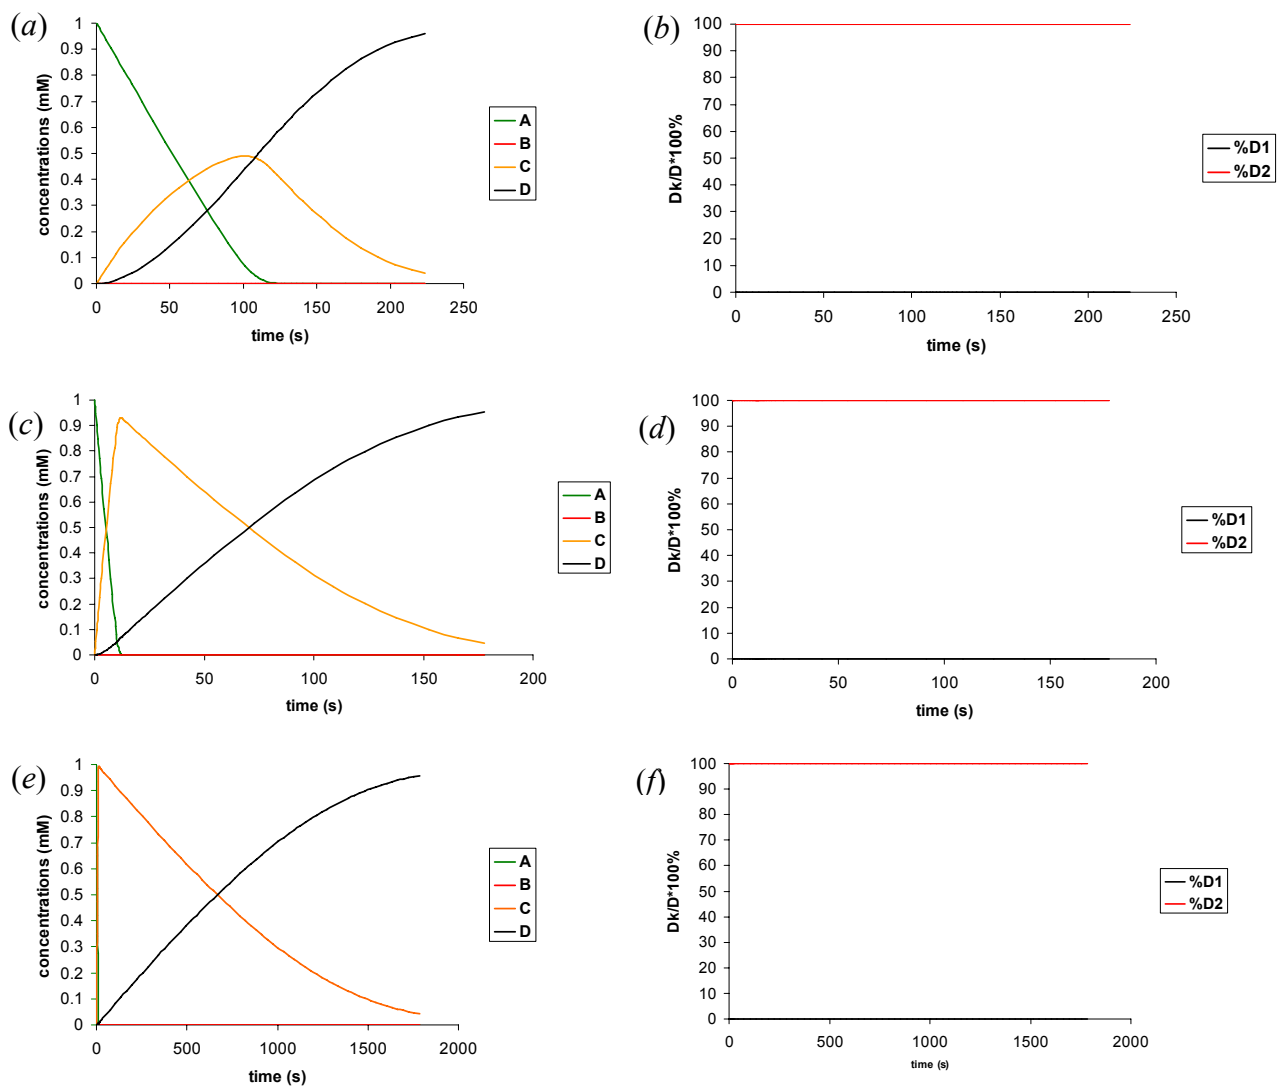 (a)
concentrations (mM)
1
0.9
0.8
0.7
0.6
0.5
0.4
0.3
0.2
0.1
0
0 50 100 150 200 250
time (s)
A
B
C
D
(b)
Dk/D*100%
100
90
80
70
60
50
40
30
20
10
0
0 50 100 150 200 250
time (s)
%D1
%D2
(c)
concentrations (mM)
1
0.9
0.8
0.7
0.6
0.5
0.4
0.3
0.2
0.1
0
0 50 100 150 200
time (s)
A
B
C
D
(d)
Dk/D*100%
100
90
80
70
60
50
40
30
20
10
0
0 50 100 150 200
time (s)
%D1
%D2
(e)
concentrations (mM)
1
0.9
0.8
0.7
0.6
0.5
0.4
0.3
0.2
0.1
0
0 500 1000 1500 2000
time (s)
A
B
C
D
(f)
Dk/D*100%
100
90
80
70
60
50
40
30
20
10
0
0 500 1000 1500 2000
time (s)
%D1
%D2